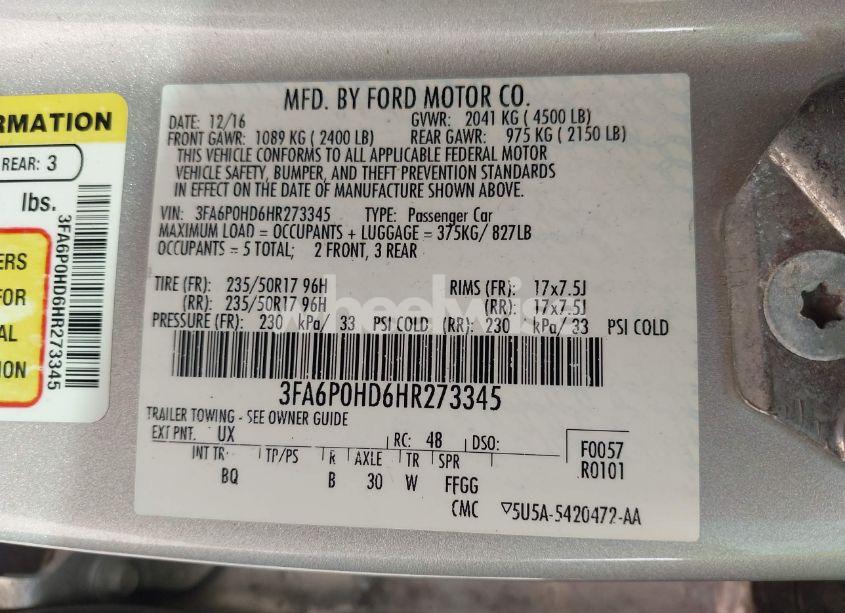 RMATION
REAR: 3
lbs.
ERS
FOR
AL
ION
3FA6P0HD6HR273345
MFD. BY FORD MOTOR CO.
DATE: 12/16 GVWR: 2041 KG ( 4500 LB)
FRONT GAWR: 1089 KG ( 2400 LB) REAR GAWR: 975 KG ( 2150 LB)
THIS VEHICLE CONFORMS TO ALL APPLICABLE FEDERAL MOTOR
VEHICLE SAFETY, BUMPER, AND THEFT PREVENTION STANDARDS
IN EFFECT ON THE DATE OF MANUFACTURE SHOWN ABOVE.
VIN: 3FA6P0HD6HR273345 TYPE: Passenger Car
MAXIMUM LOAD = OCCUPANTS + LUGGAGE = 375KG/ 827LB
OCCUPANTS = 5 TOTAL; 2 FRONT, 3 REAR
TIRE (FR): 235/50R17 96H RIMS (FR): 17x7.5J
(RR): 235/50R17 96H (RR): 17x7.5J
PRESSURE (FR): 230 kPa/ 33 PSI COLD (RR): 230 kPa/33 PSI COLD
wheelwise
3FA6P0HD6HR273345
TRAILER TOWING - SEE OWNER GUIDE
EXT PNT: UX RC: 48 DSO: F0057
INT TR: TP/PS R AXLE TR SPR R0101
BQ B 30 W FFGG
CMC ▽5U5A-5420472-AA